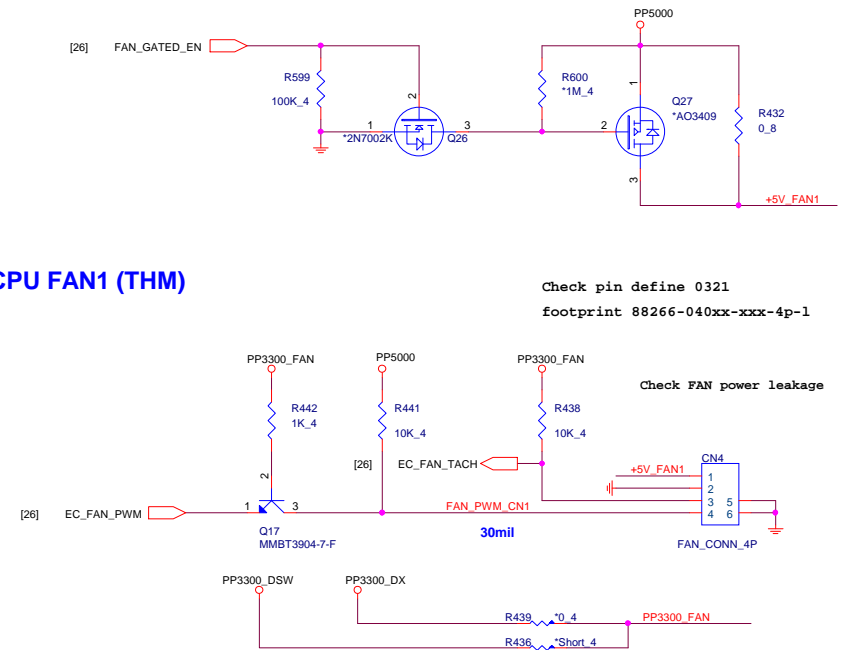 PP5000
[26] FAN_GATED_EN
R599
100K_4
2
1
3
*2N7002K
Q26
R600
*1M_4
1
2
3
Q27
*AO3409
R432
0_8
+5V_FAN1
CPU FAN1 (THM)
Check pin define 0321
footprint 88266-040xx-xxx-4p-l
PP3300_FAN
PP5000
PP3300_FAN
Check FAN power leakage
R442
1K_4
R441
10K_4
R438
10K_4
[26] EC_FAN_TACH
CN4
+5V_FAN1
1
2
3 5
4 6
2
[26] EC_FAN_PWM
1
3
FAN_PWM_CN1
Q17
MMBT3904-7-F
30mil
FAN_CONN_4P
PP3300_DSW
PP3300_DX
R439 *0_4
PP3300_FAN
R436 *Short_4